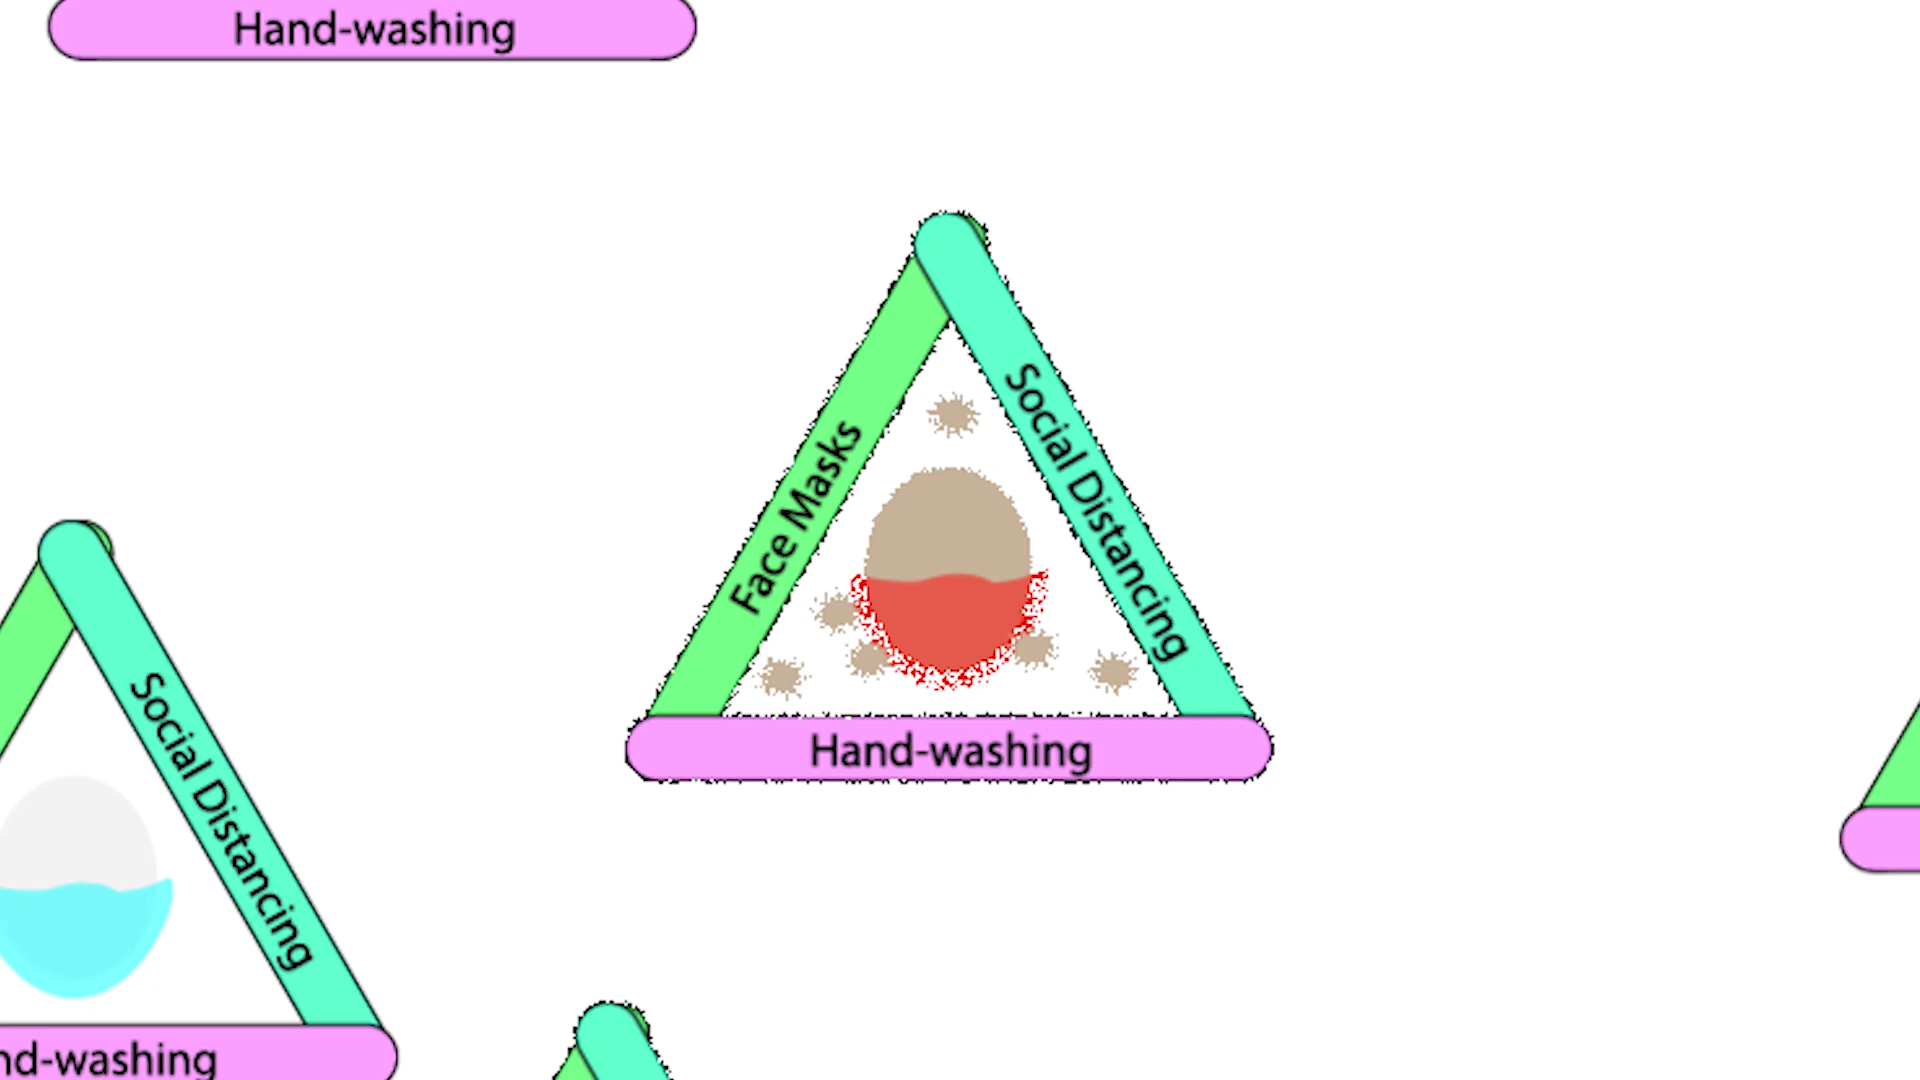 Hand-washing
Face Masks
Social Distancing
Hand-washing
Social Distancing
nd-washing